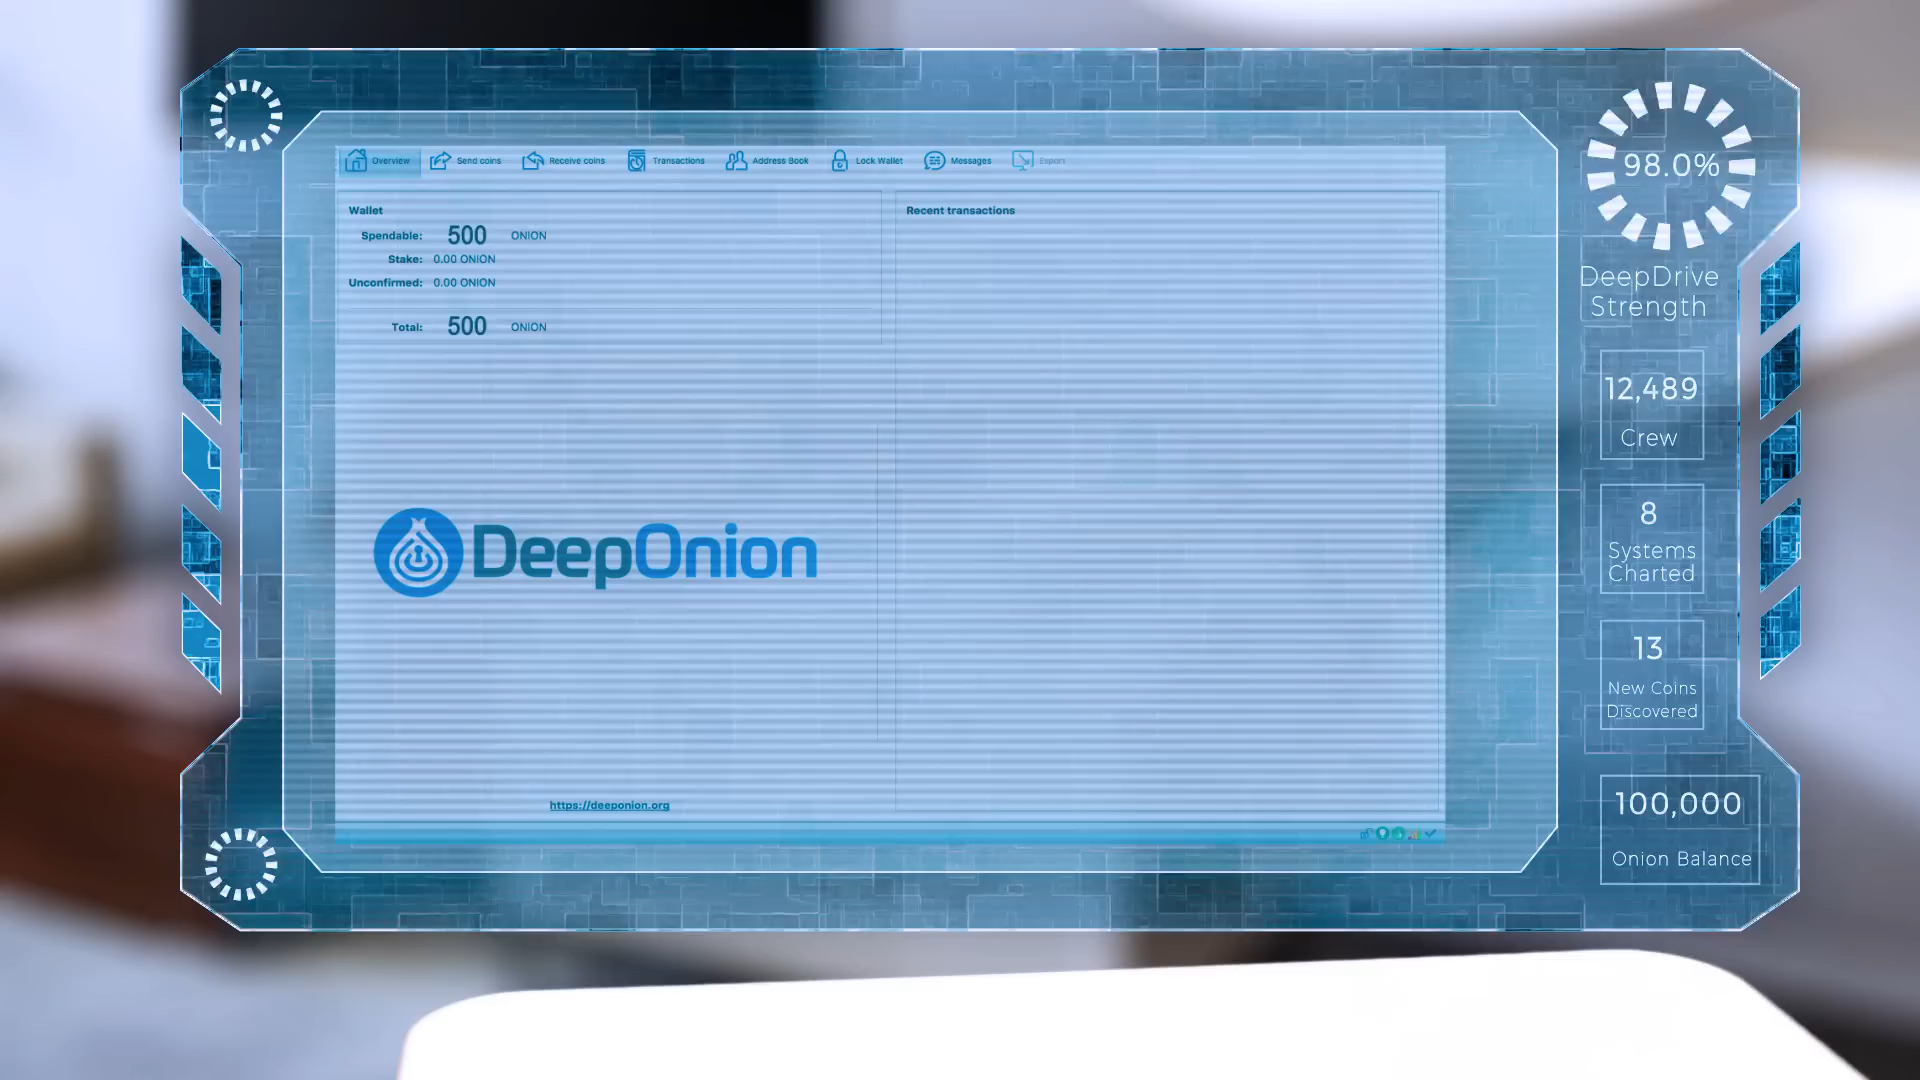 Overview Send coins Receive coins Transactions Address Book Lock Wallet Messages Export
Wallet
Spendable: 500 ONION
Stake: 0.00 ONION
Unconfirmed: 0.00 ONION
Total: 500 ONION
DeepOnion
https://deeponion.org
Recent transactions
98.0%
DeepDrive
Strength
12,489
Crew
8
Systems
Charted
13
New Coins
Discovered
100,000
Onion Balance